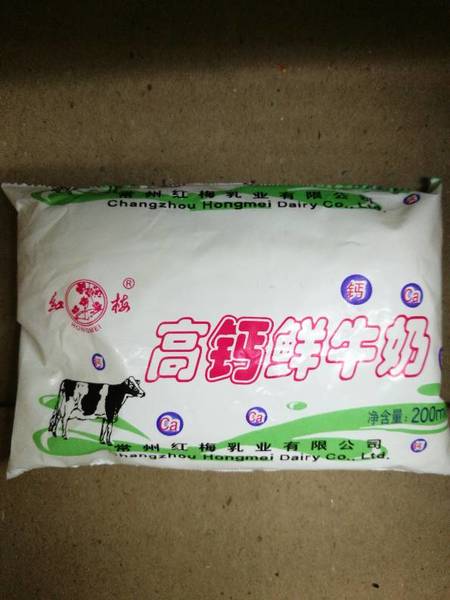 常州红梅乳业有限公司
Changzhou Hongmei Dairy Co., Ltd.
红 梅 ®
HONGMEI
钙 Ca
高钙鲜牛奶
Ca Ca
净含量: 200m
常州红梅乳业有限公司
hangzhou Hongmei Dairy Co., Ltd.